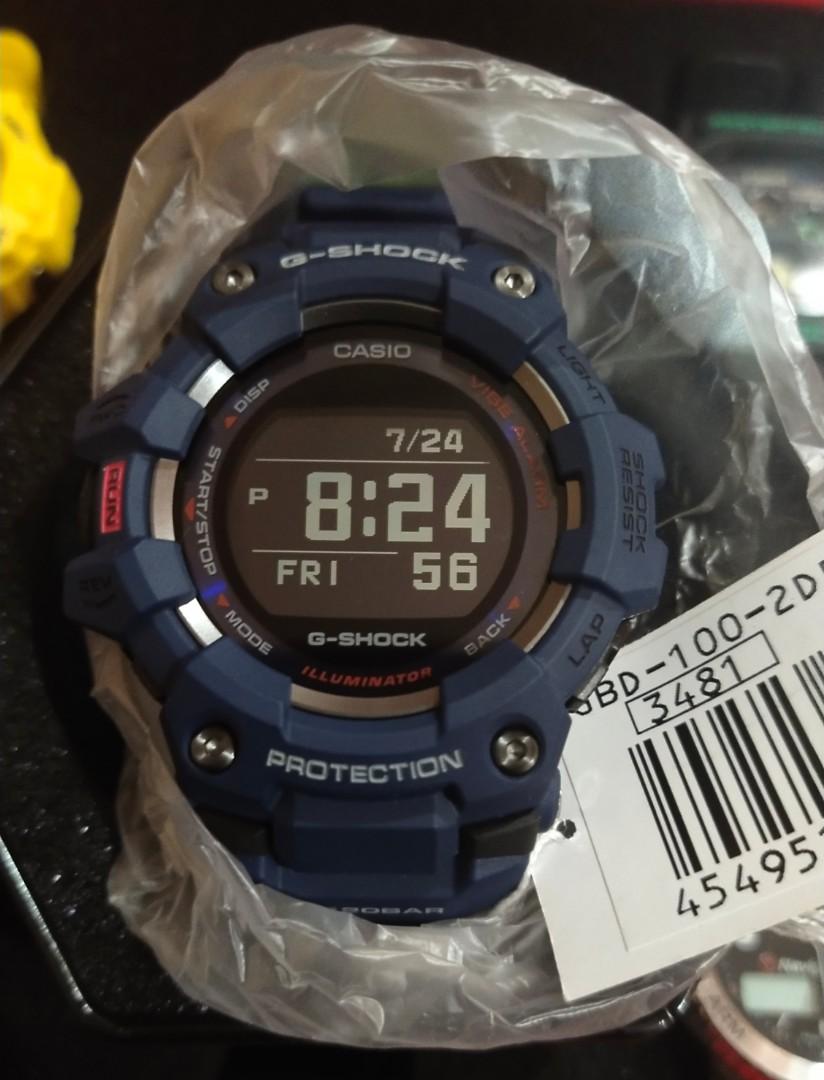 G-SHOCK
CASIO
DISP
VIBE ALARM
LIGHT
7/24
P 8:24
FRI 56
START/STOP
RUN
SHOCK
RESIST
REV
MODE
BACK
LAP
G-SHOCK
ILLUMINATOR
PROTECTION
20BAR
BD-100-2D
3481
45495